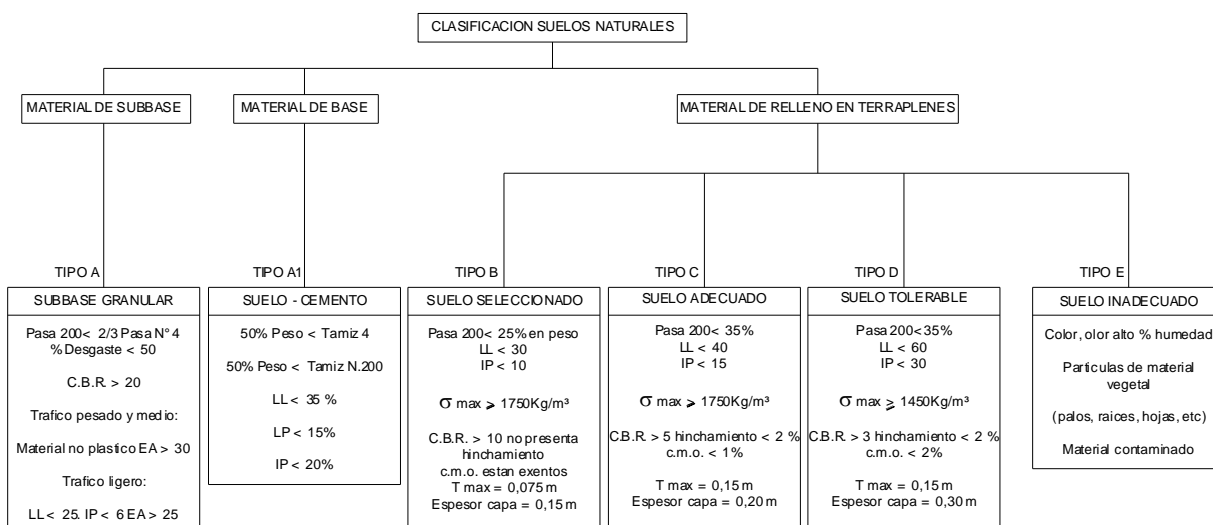 CLASIFICACION SUELOS NATURALES
MATERIAL DE SUBBASE
MATERIAL DE BASE
MATERIAL DE RELLENO EN TERRAPLENES
TIPO A
SUBBASE GRANULAR
Pasa 200< 2/3 Pasa N° 4
% Desgaste < 50
C.B.R. > 20
Trafico pesado y medio:
Material no plastico EA > 30
Trafico ligero:
LL < 25. IP < 6 EA > 25
TIPO A1
SUELO - CEMENTO
50% Peso < Tamiz 4
50% Peso < Tamiz N.200
LL < 35 %
LP < 15%
IP < 20%
TIPO B
SUELO SELECCIONADO
Pasa 200< 25% en peso
LL < 30
IP < 10
σ max ⩾ 1750Kg/m³
C.B.R. > 10 no presenta
hinchamiento
c.m.o. estan exentos
T max = 0,075 m
Espesor capa = 0,15 m
TIPO C
SUELO ADECUADO
Pasa 200< 35%
LL < 40
IP < 15
σ max ⩾ 1750Kg/m³
C.B.R. > 5 hinchamiento < 2 %
c.m.o. < 1%
T max = 0,15 m
Espesor capa = 0,20 m
TIPO D
SUELO TOLERABLE
Pasa 200<35%
LL < 60
IP < 30
σ max ≥ 1450Kg/m³
C.B.R. > 3 hinchamiento < 2 %
c.m.o. < 2%
T max = 0,15 m
Espesor capa = 0,30 m
TIPO E
SUELO INADECUADO
Color, olor alto % humedad
Particulas de material
vegetal
(palos, raices, hojas, etc)
Material contaminado